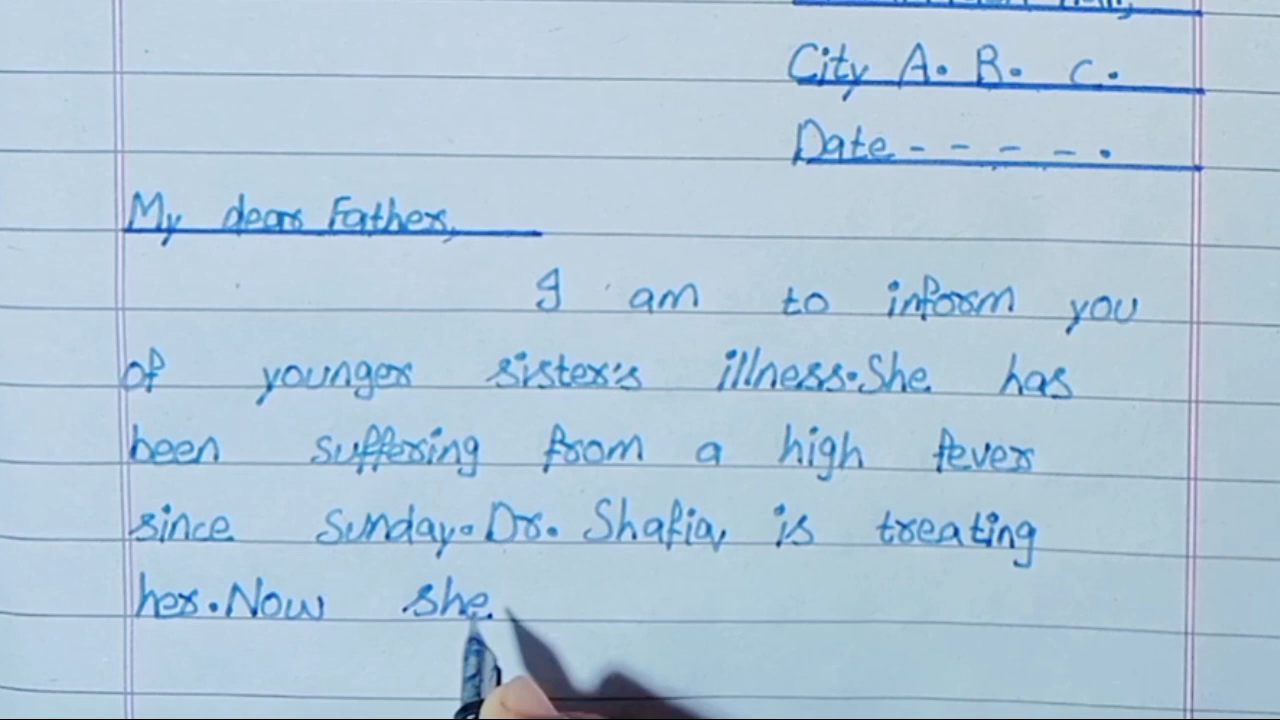 City A. B. C.
Date - - - - - .
My dear Father,
I am to inform you
of younger sister's illness. She has
been suffering from a high fever
since Sunday. Dr. Shafia, is treating
her. Now she